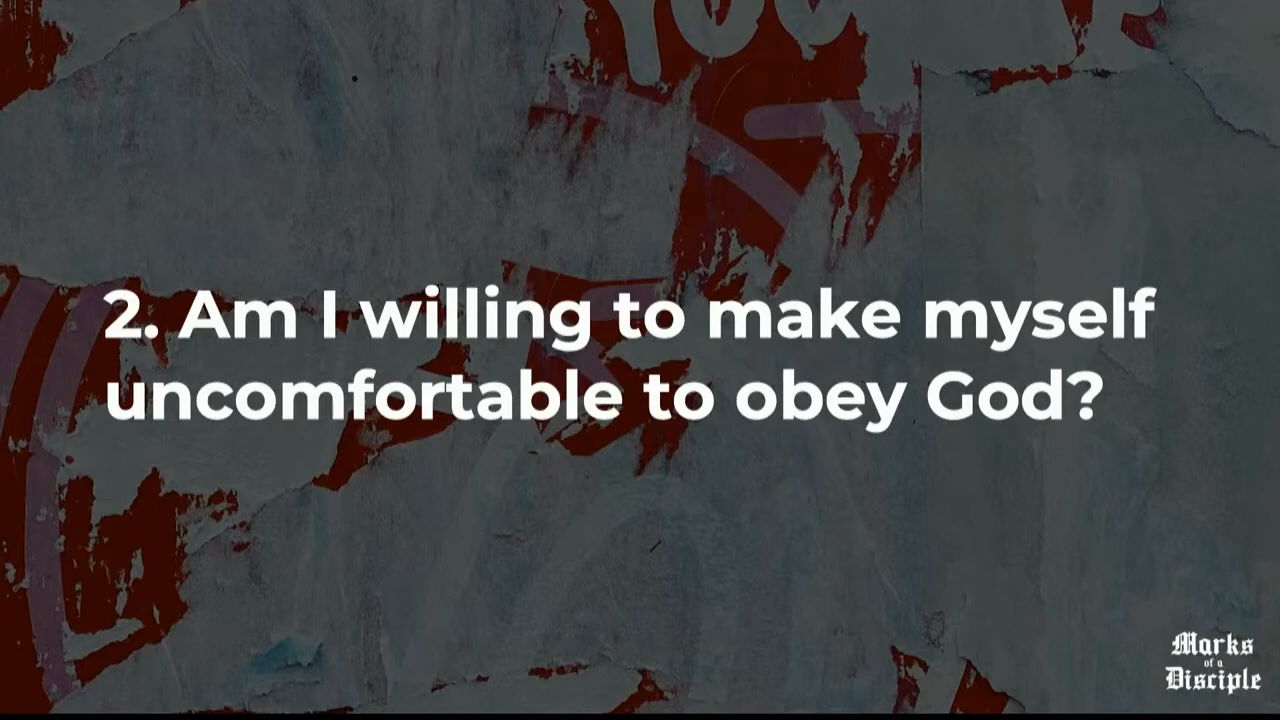 2. Am I willing to make myself
uncomfortable to obey God?
Marks
of a
Disciple